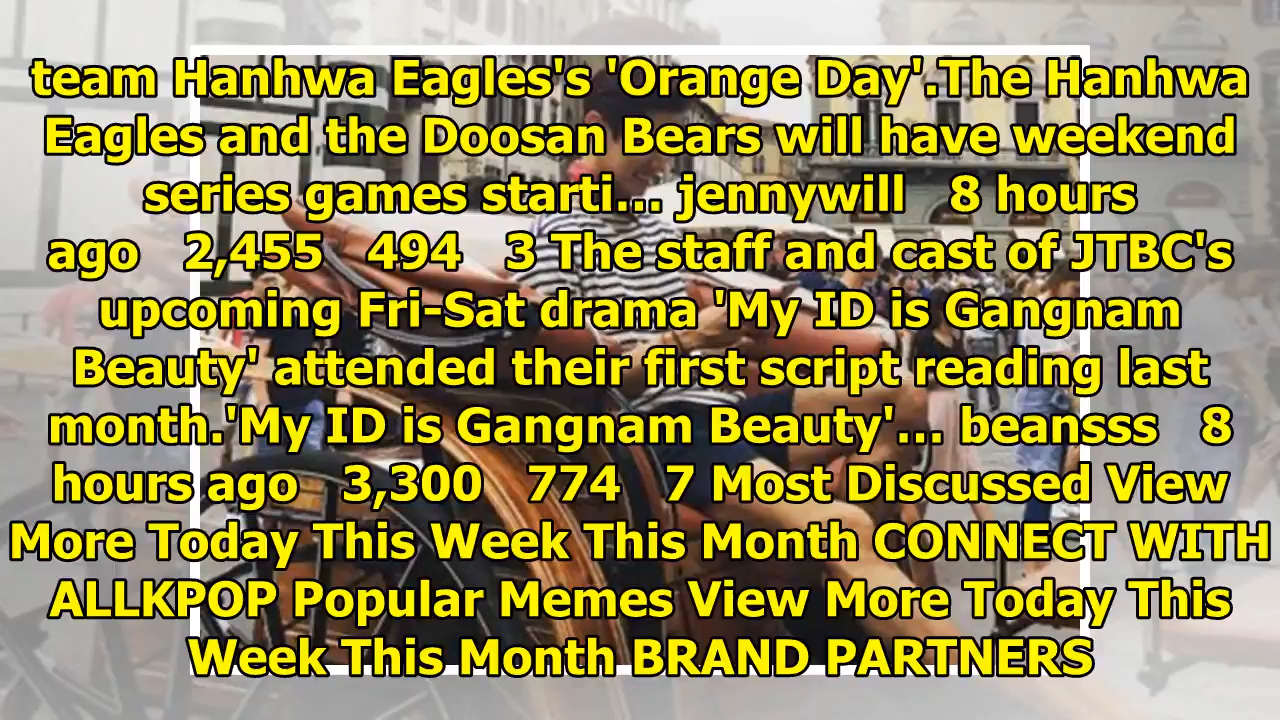 team Hanhwa Eagles's 'Orange Day'.The Hanhwa
Eagles and the Doosan Bears will have weekend
series games starti... jennywill 8 hours
ago 2,455 494 3 The staff and cast of JTBC's
upcoming Fri-Sat drama 'My ID is Gangnam
Beauty' attended their first script reading last
month.'My ID is Gangnam Beauty'... beansss 8
hours ago 3,300 774 7 Most Discussed View
More Today This Week This Month CONNECT WITH
ALLKPOP Popular Memes View More Today This
Week This Month BRAND PARTNERS